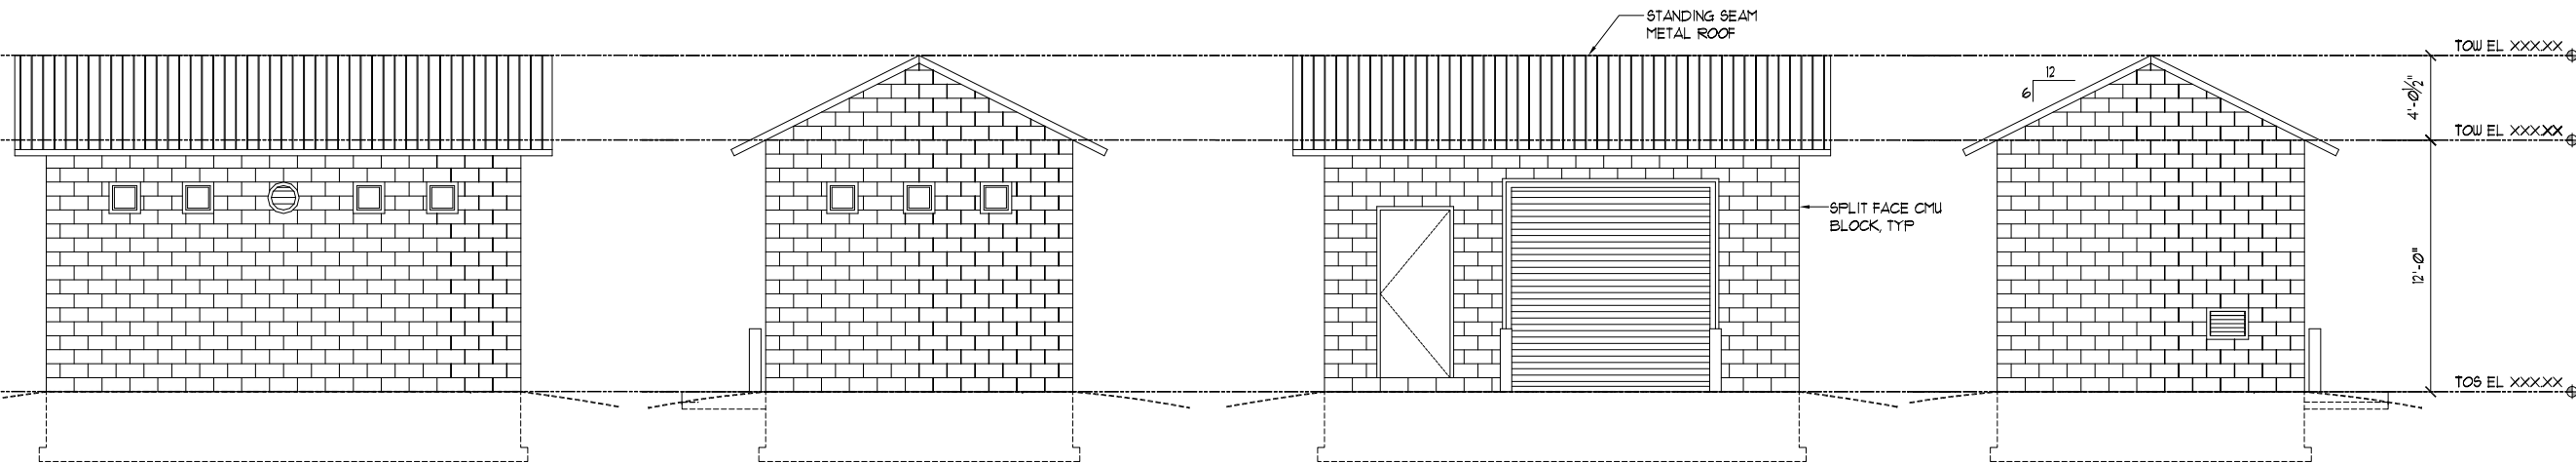 STANDING SEAM
METAL ROOF
TOW EL XXX.XX
12
6
4'-0½"
TOW EL XXX.XX
SPLIT FACE CMU
BLOCK, TYP
12'-0"
TOS EL XXX.XX